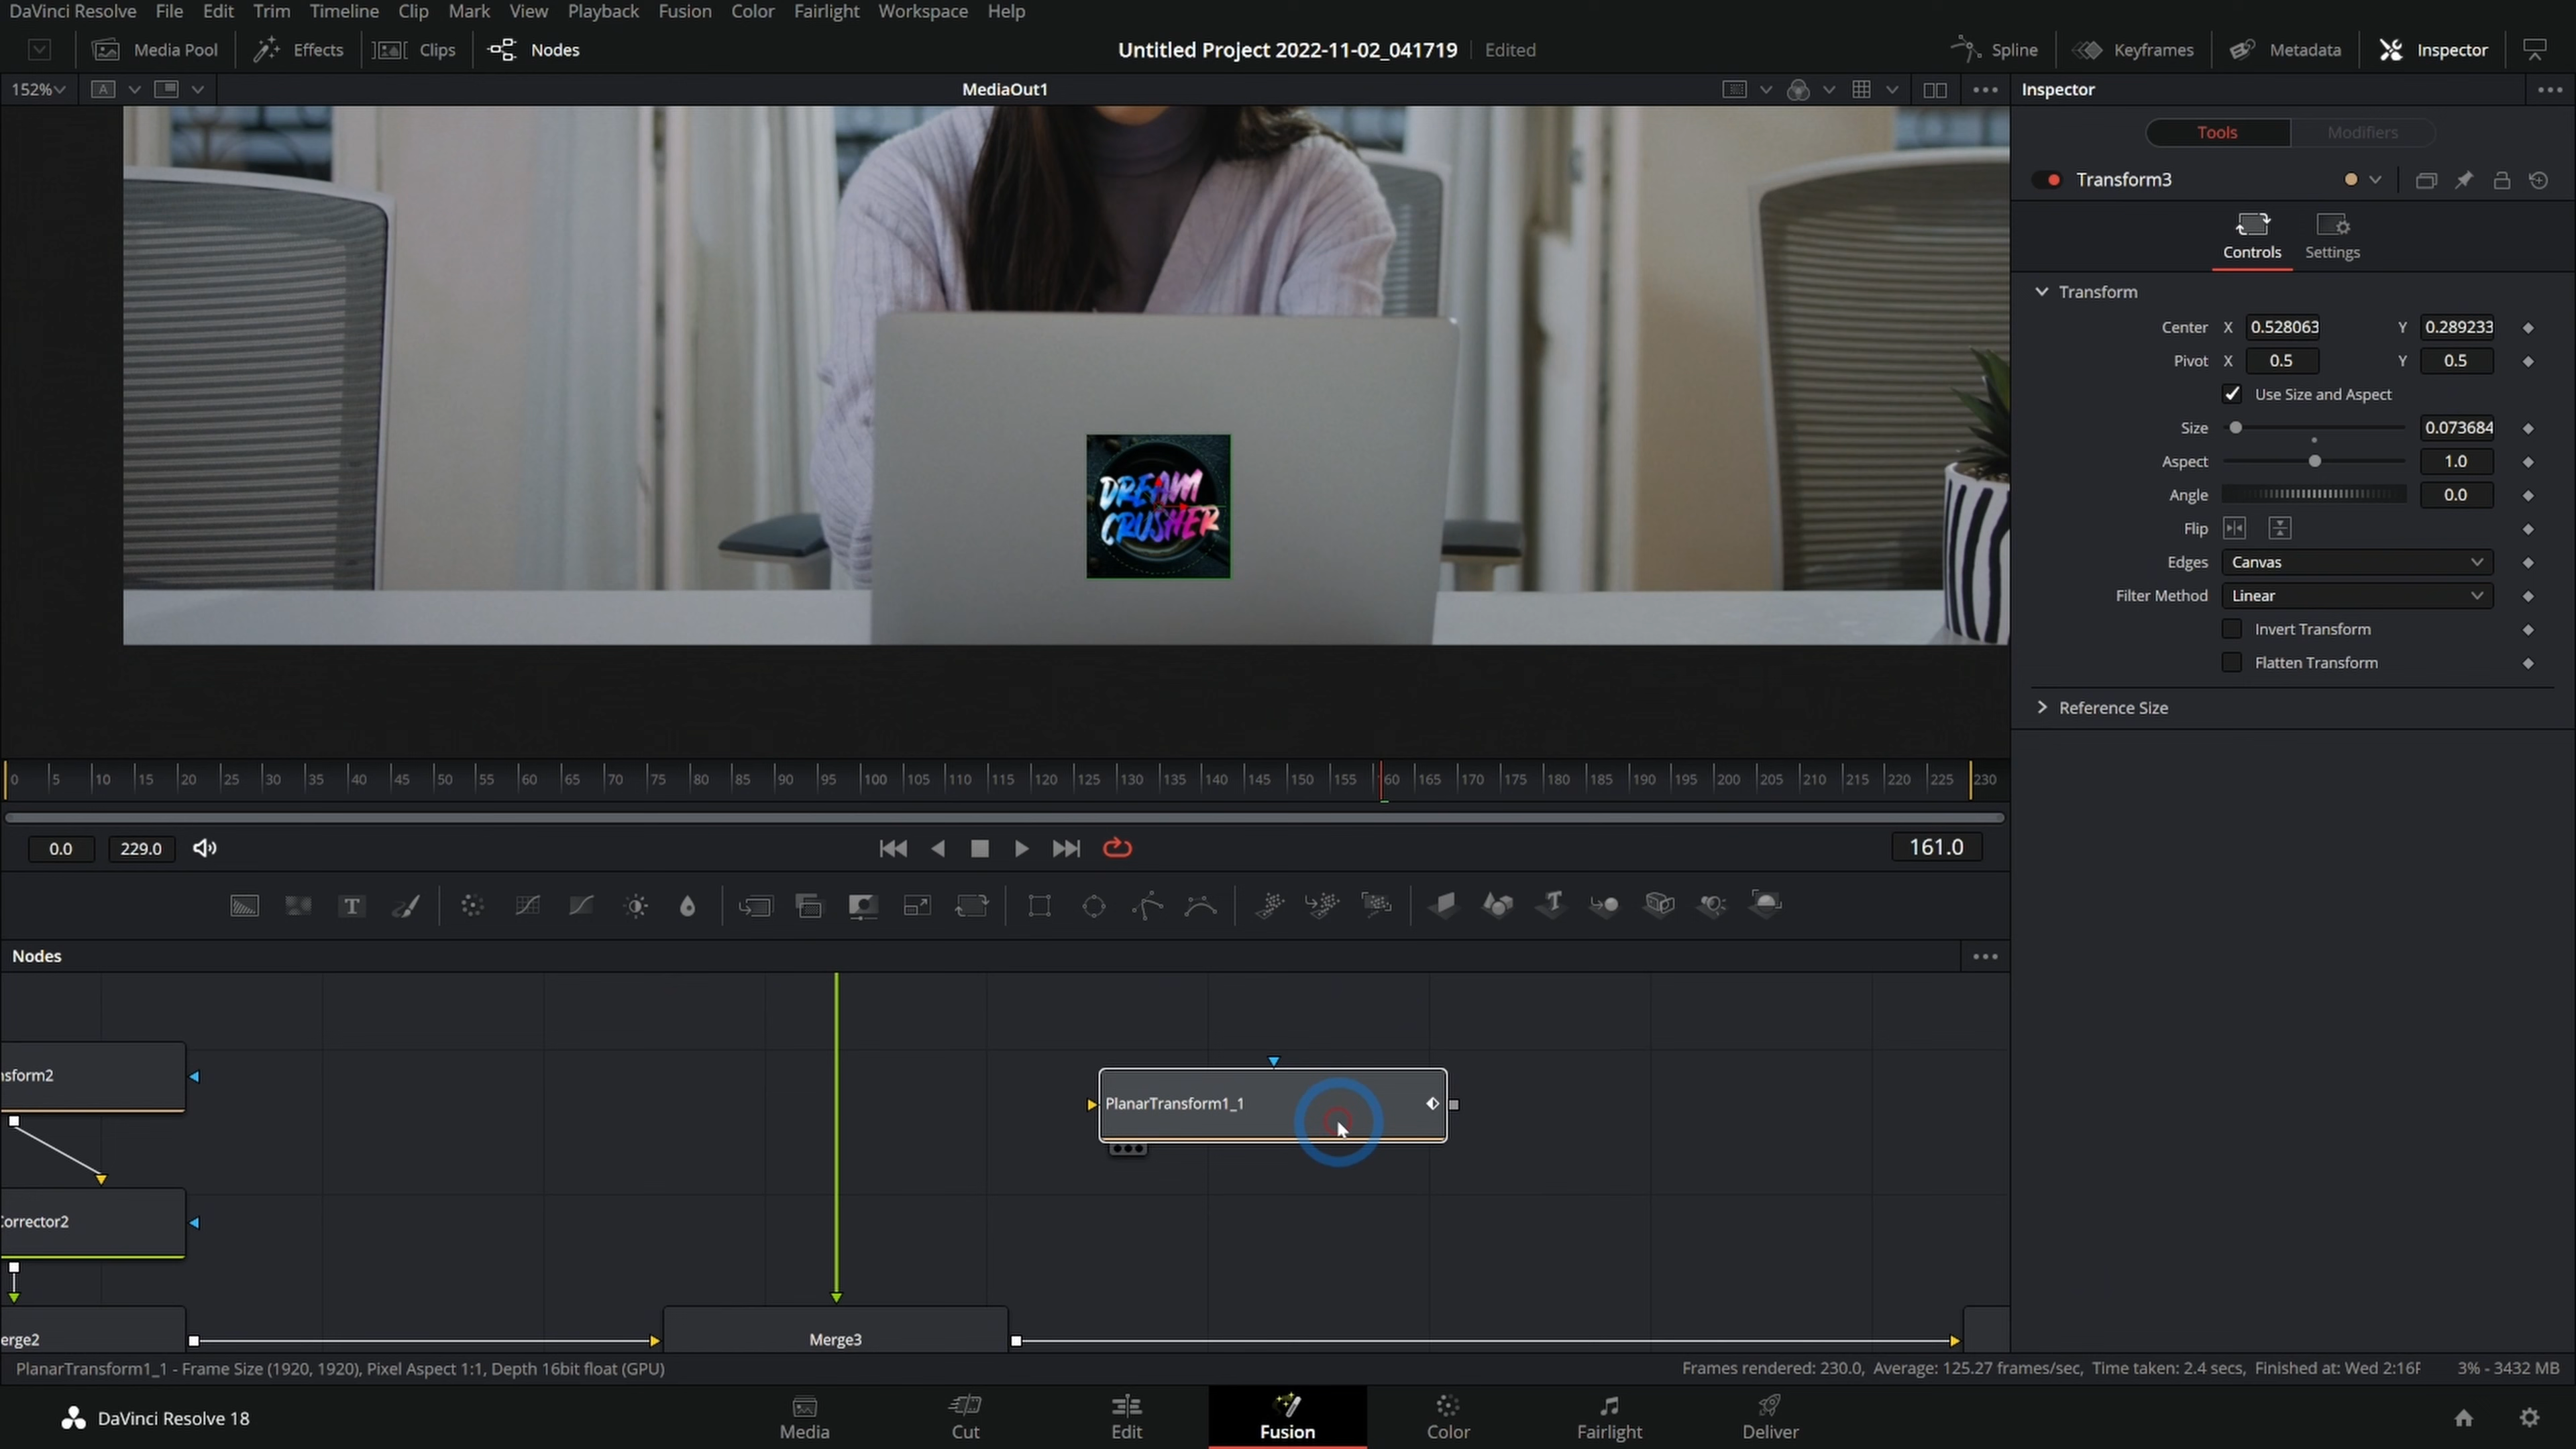 DaVinci Resolve File Edit Trim Timeline Clip Mark View Playback Fusion Color Fairlight Workspace Help
Media Pool Effects Clips Nodes Untitled Project 2022-11-02_041719 Edited Spline Keyframes Metadata Inspector
152% A MediaOut1 Inspector
Tools Modifiers
Transform3
Controls Settings
Transform
Center X 0.528063 Y 0.289233
Pivot X 0.5 Y 0.5
Use Size and Aspect
Size 0.073684
Aspect 1.0
Angle 0.0
Flip
Edges Canvas
Filter Method Linear
Invert Transform
Flatten Transform
Reference Size
DREAM
CRUSHER
0 5 10 15 20 25 30 35 40 45 50 55 60 65 70 75 80 85 90 95 100 105 110 115 120 125 130 135 140 145 150 155 60 165 170 175 180 185 190 195 200 205 210 215 220 225 230
0.0 229.0 161.0
T T
Nodes
nsform2
PlanarTransform1_1
Corrector2
erge2
Merge3
PlanarTransform1_1 - Frame Size (1920, 1920), Pixel Aspect 1:1, Depth 16bit float (GPU) Frames rendered: 230.0, Average: 125.27 frames/sec, Time taken: 2.4 secs, Finished at: Wed 2:16P 3% - 3432 MB
DaVinci Resolve 18 Media Cut Edit Fusion Color Fairlight Deliver